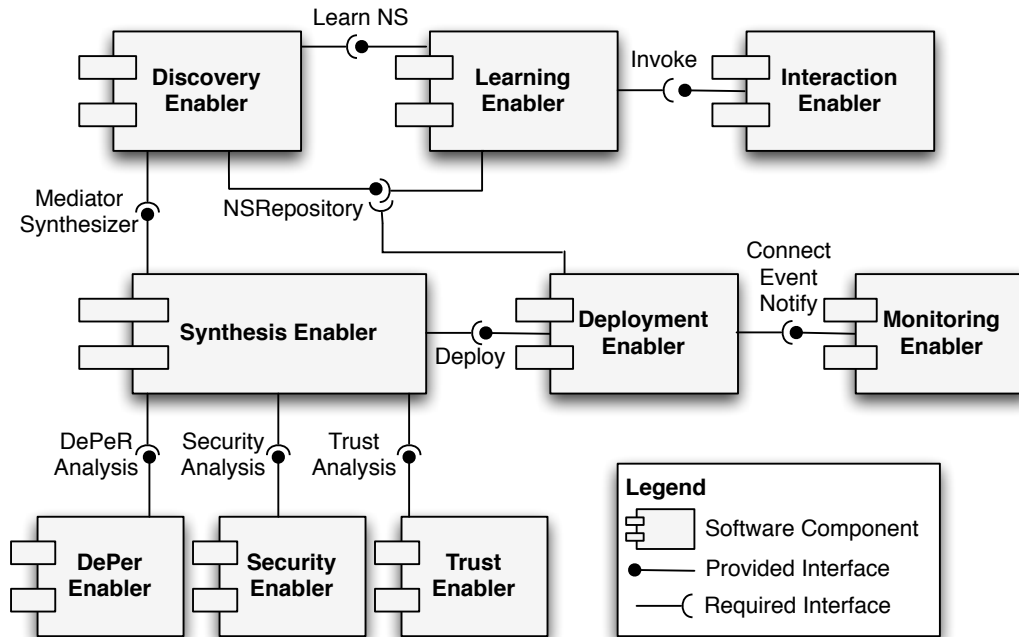 Learn NS
Discovery
Enabler
Learning
Enabler
Invoke
Interaction
Enabler
Mediator
Synthesizer
NSRepository
Connect
Event
Notify
Synthesis Enabler
Deploy
Deployment
Enabler
Monitoring
Enabler
DePeR
Analysis
Security
Analysis
Trust
Analysis
DePer
Enabler
Security
Enabler
Trust
Enabler
Legend
Software Component
Provided Interface
Required Interface